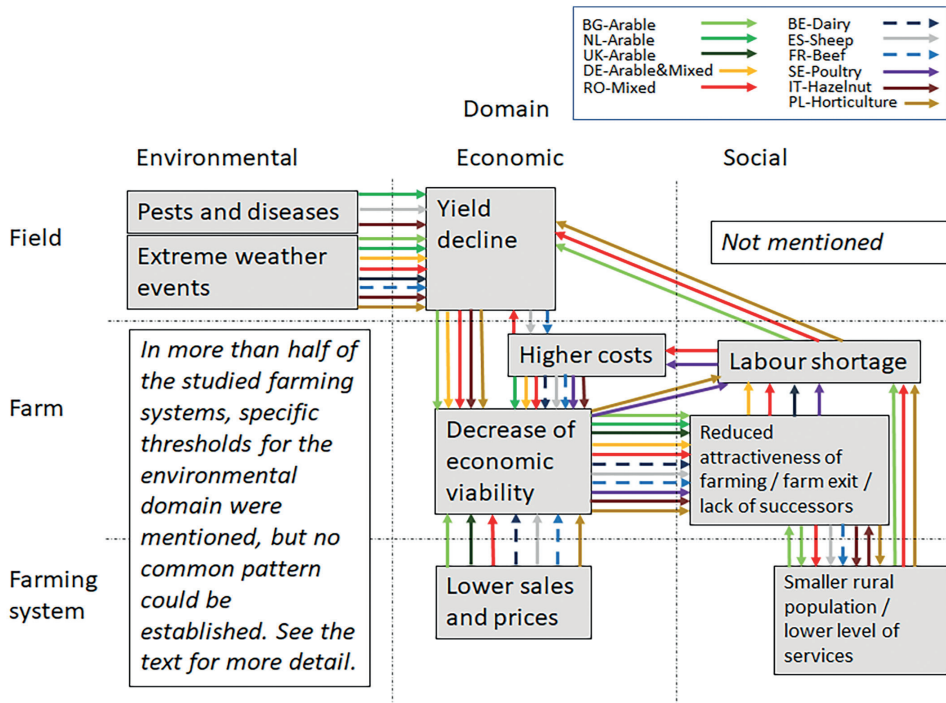 BG-Arable
NL-Arable
UK-Arable
DE-Arable&Mixed
RO-Mixed
BE-Dairy
ES-Sheep
FR-Beef
SE-Poultry
IT-Hazelnut
PL-Horticulture
Domain
Environmental
Economic
Social
Field
Pests and diseases
Extreme weather
events
Yield
decline
Not mentioned
Farm
In more than half of
the studied farming
systems, specific
thresholds for the
environmental
domain were
mentioned, but no
common pattern
could be
established. See the
text for more detail.
Higher costs
Labour shortage
Decrease of
economic
viability
Reduced
attractiveness of
farming / farm exit /
lack of successors
Farming
system
Lower sales
and prices
Smaller rural
population /
lower level of
services